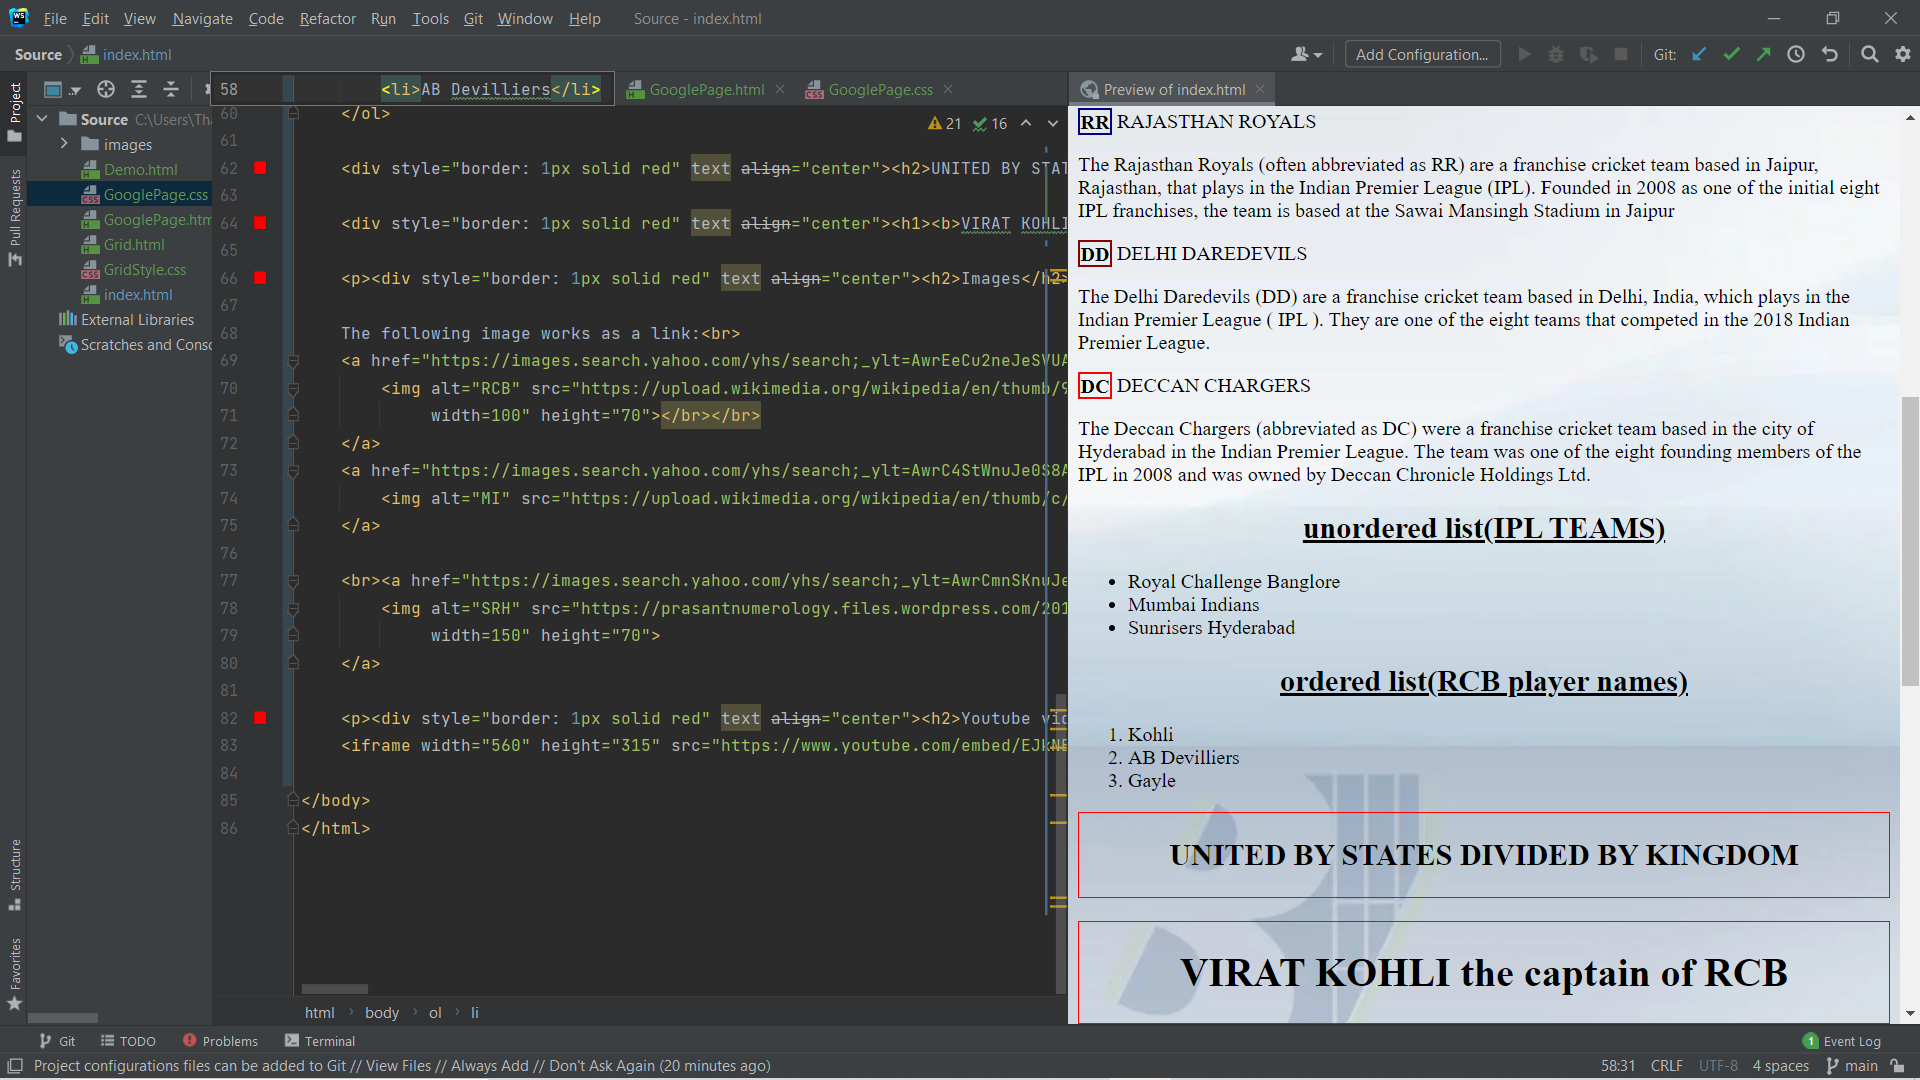 File Edit View Navigate Code Refactor Run Tools Git Window Help Source - index.html
Source index.html Add Configuration... Git:
Project
Pull Requests
Structure
Favorites
Source C:\Users\Tha
images
Demo.html
GooglePage.css
GooglePage.htm
Grid.html
GridStyle.css
index.html
External Libraries
Scratches and Conso
GooglePage.html GooglePage.css
21 16
58 <li>AB Devilliers</li>
60 </ol>
61
62 <div style="border: 1px solid red" text align="center"><h2>UNITED BY STAT
63
64 <div style="border: 1px solid red" text align="center"><h1><b>VIRAT KOHLI
65
66 <p><div style="border: 1px solid red" text align="center"><h2>Images</h2>
67
68 The following image works as a link:<br>
69 <a href="https://images.search.yahoo.com/yhs/search;_ylt=AwrEeCu2neJeSVUA
70 <img alt="RCB" src="https://upload.wikimedia.org/wikipedia/en/thumb/9
71 width=100" height="70"></br></br>
72 </a>
73 <a href="https://images.search.yahoo.com/yhs/search;_ylt=AwrC4StWnuJe0S8A
74 <img alt="MI" src="https://upload.wikimedia.org/wikipedia/en/thumb/c/
75 </a>
76
77 <br><a href="https://images.search.yahoo.com/yhs/search;_ylt=AwrCmnSKnuJe
78 <img alt="SRH" src="https://prasantnumerology.files.wordpress.com/201
79 width=150" height="70">
80 </a>
81
82 <p><div style="border: 1px solid red" text align="center"><h2>Youtube vid
83 <iframe width="560" height="315" src="https://www.youtube.com/embed/EJkNE
84
85 </body>
86 </html>
html body ol li
Preview of index.html
RR RAJASTHAN ROYALS
The Rajasthan Royals (often abbreviated as RR) are a franchise cricket team based in Jaipur,
Rajasthan, that plays in the Indian Premier League (IPL). Founded in 2008 as one of the initial eight
IPL franchises, the team is based at the Sawai Mansingh Stadium in Jaipur
DD DELHI DAREDEVILS
The Delhi Daredevils (DD) are a franchise cricket team based in Delhi, India, which plays in the
Indian Premier League ( IPL ). They are one of the eight teams that competed in the 2018 Indian
Premier League.
DC DECCAN CHARGERS
The Deccan Chargers (abbreviated as DC) were a franchise cricket team based in the city of
Hyderabad in the Indian Premier League. The team was one of the eight founding members of the
IPL in 2008 and was owned by Deccan Chronicle Holdings Ltd.
unordered list(IPL TEAMS)
• Royal Challenge Banglore
• Mumbai Indians
• Sunrisers Hyderabad
ordered list(RCB player names)
1. Kohli
2. AB Devilliers
3. Gayle
UNITED BY STATES DIVIDED BY KINGDOM
VIRAT KOHLI the captain of RCB
Git TODO Problems Terminal 1 Event Log
Project configurations files can be added to Git // View Files // Always Add // Don't Ask Again (20 minutes ago) 58:31 CRLF UTF-8 4 spaces main